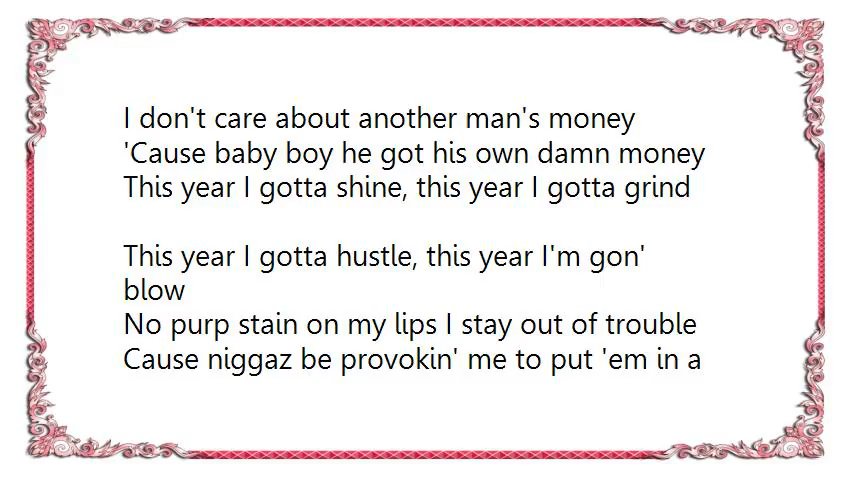 I don't care about another man's money
'Cause baby boy he got his own damn money
This year I gotta shine, this year I gotta grind
This year I gotta hustle, this year I'm gon'
blow
No purp stain on my lips I stay out of trouble
Cause niggaz be provokin' me to put 'em in a